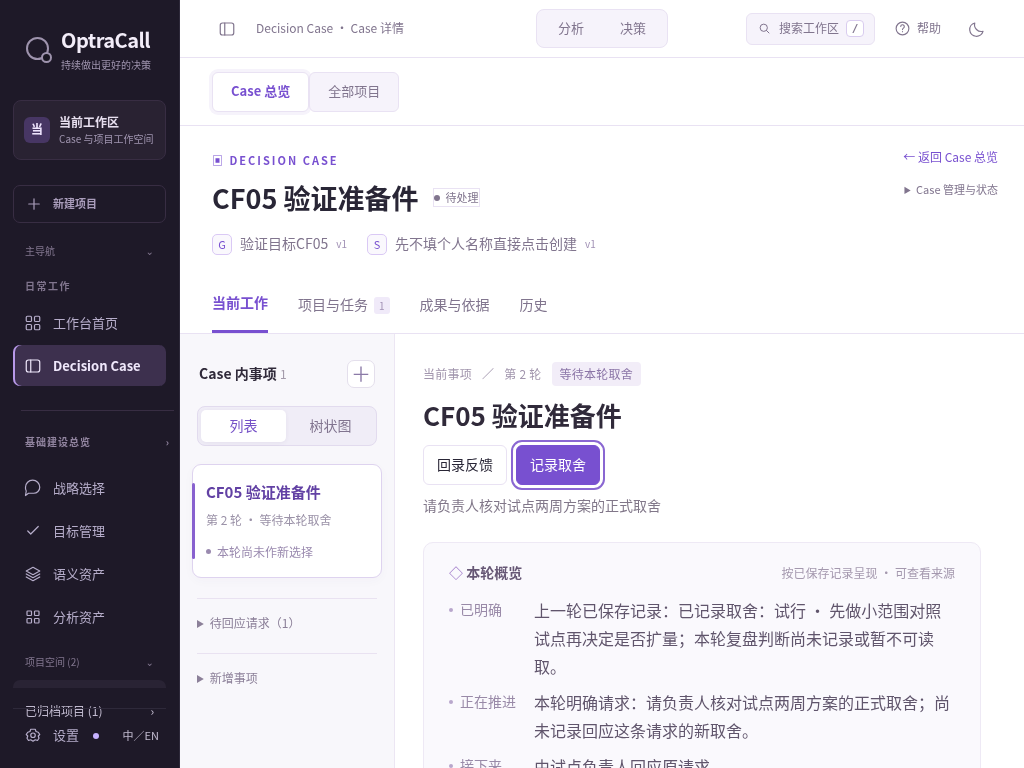 OptraCall
持续做出更好的决策
当
当前工作区
Case 与项目工作空间
新建项目
主导航
日常工作
工作台首页
Decision Case
基础建设总览
战略选择
目标管理
语义资产
分析资产
项目空间 (2)
已归档项目 (1)
设置
中／EN
Decision Case · Case 详情
分析
决策
搜索工作区
/
帮助
Case 总览
全部项目
DECISION CASE
CF05 验证准备件
待处理
G 验证目标CF05 v1
S 先不填个人名称直接点击创建 v1
← 返回 Case 总览
▶ Case 管理与状态
当前工作
项目与任务 1
成果与依据
历史
Case 内事项 1
列表
树状图
CF05 验证准备件
第 2 轮 · 等待本轮取舍
本轮尚未作新选择
▶ 待回应请求（1）
▶ 新增事项
当前事项 ／ 第 2 轮 等待本轮取舍
CF05 验证准备件
回录反馈
记录取舍
请负责人核对试点两周方案的正式取舍
◇ 本轮概览
按已保存记录呈现 · 可查看来源
已明确
上一轮已保存记录：已记录取舍：试行 · 先做小范围对照
试点再决定是否扩量；本轮复盘判断尚未记录或暂不可读
取。
正在推进
本轮明确请求：请负责人核对试点两周方案的正式取舍；尚
未记录回应这条请求的新取舍。
接下来
由试点负责人回应原请求